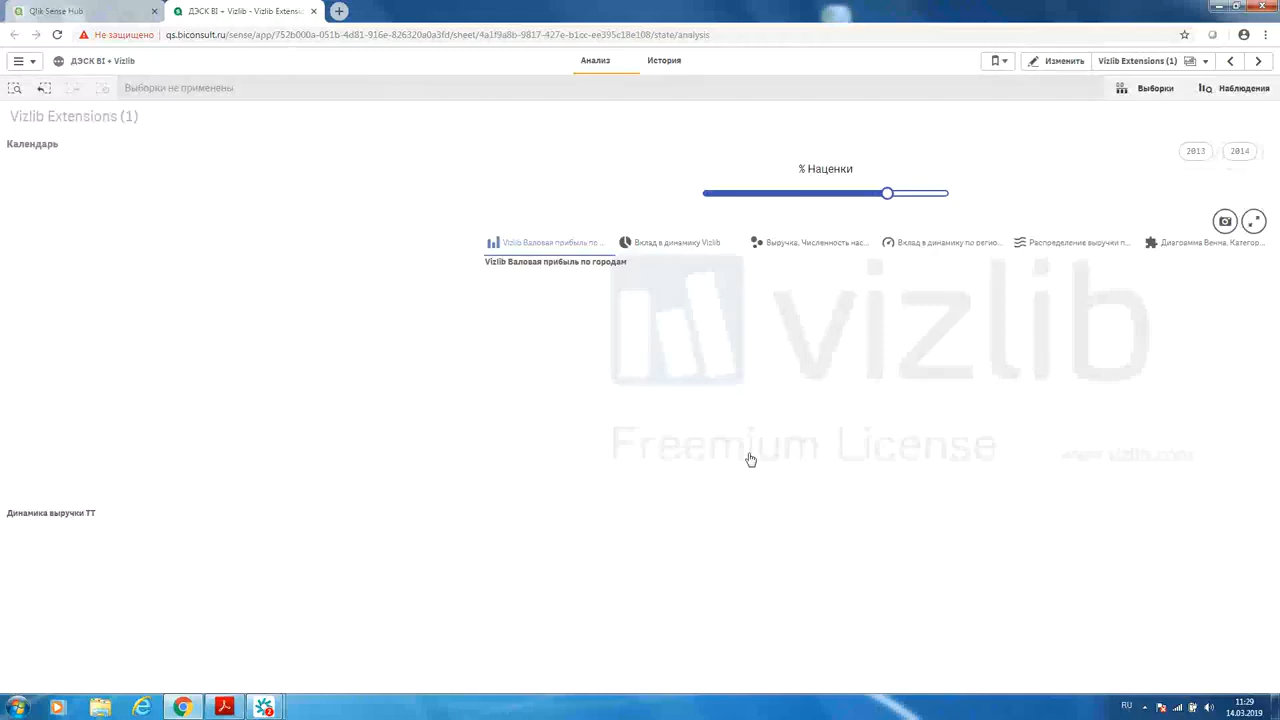 Qlik Sense Hub
ДЭСК BI + Vizlib - Vizlib Extensi
Не защищено
qs.biconsult.ru/sense/app/752b000a-051b-4d81-916e-826320a0a3fd/sheet/4a1f9a8b-9817-427e-b1cc-ee395c18e108/state/analysis
ДЭСК BI + Vizlib
Анализ
История
Изменить
Vizlib Extensions (1)
Выборки не применены
Выборки
Наблюдения
Vizlib Extensions (1)
Календарь
2013
2014
% Наценки
Vizlib Валовая прибыль по ...
Вклад в динамику Vizlib
Выручка, Численность нас...
Вклад в динамику по регио...
Распределение выручки п...
Диаграмма Венна, Категор...
Vizlib Валовая прибыль по городам
vizlib
Freemium License
www.vizlib.com
Динамика выручки ТТ
RU
11:29
14.03.2019